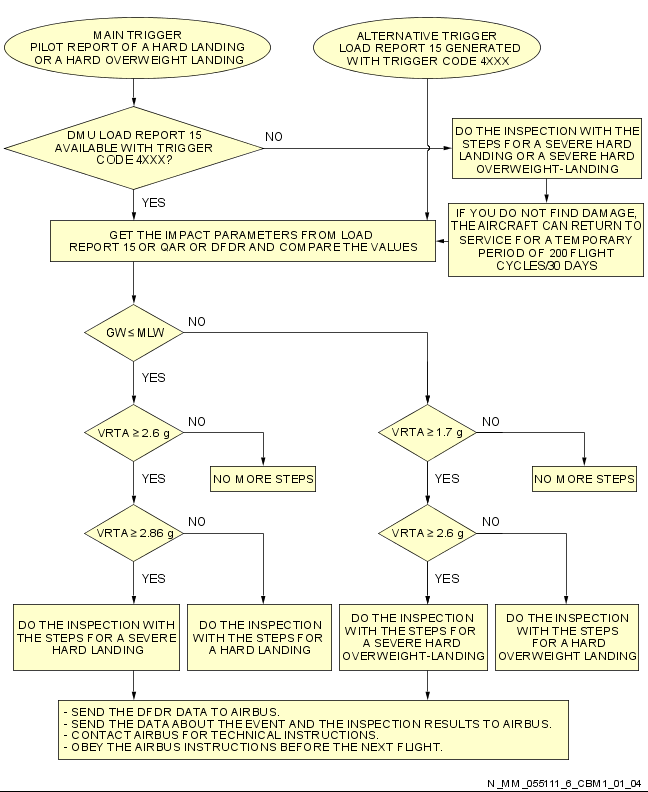 MAIN TRIGGER
PILOT REPORT OF A HARD LANDING
OR A HARD OVERWEIGHT LANDING
ALTERNATIVE TRIGGER
LOAD REPORT 15 GENERATED
WITH TRIGGER CODE 4XXX
DMU LOAD REPORT 15
AVAILABLE WITH TRIGGER
CODE 4XXX?
NO
DO THE INSPECTION WITH THE
STEPS FOR A SEVERE HARD
LANDING OR A SEVERE HARD
OVERWEIGHT-LANDING
YES
GET THE IMPACT PARAMETERS FROM LOAD
REPORT 15 OR QAR OR DFDR AND COMPARE THE VALUES
IF YOU DO NOT FIND DAMAGE,
THE AIRCRAFT CAN RETURN TO
SERVICE FOR A TEMPORARY
PERIOD OF 200 FLIGHT
CYCLES/30 DAYS
GW ≤ MLW
NO
YES
VRTA ≥ 2.6 g
NO
NO MORE STEPS
YES
VRTA ≥ 1.7 g
NO
NO MORE STEPS
YES
VRTA ≥ 2.86 g
NO
YES
VRTA ≥ 2.6 g
NO
YES
DO THE INSPECTION WITH
THE STEPS FOR A SEVERE
HARD LANDING
DO THE INSPECTION
WITH THE STEPS FOR
A HARD LANDING
DO THE INSPECTION
WITH THE STEPS FOR
A SEVERE HARD
OVERWEIGHT-LANDING
DO THE INSPECTION
WITH THE STEPS
FOR A HARD
OVERWEIGHT LANDING
- SEND THE DFDR DATA TO AIRBUS.
- SEND THE DATA ABOUT THE EVENT AND THE INSPECTION RESULTS TO AIRBUS.
- CONTACT AIRBUS FOR TECHNICAL INSTRUCTIONS.
- OBEY THE AIRBUS INSTRUCTIONS BEFORE THE NEXT FLIGHT.
N_MM_055111_6_CBM1_01_04